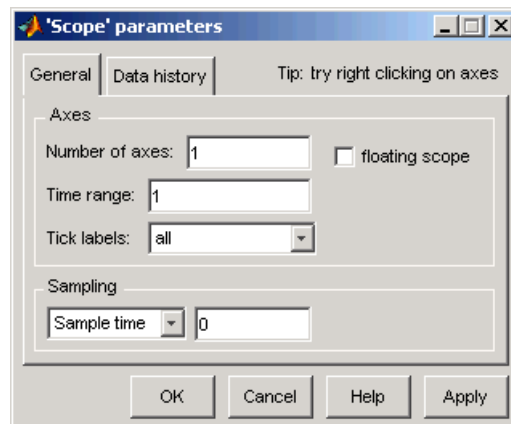 'Scope' parameters
General Data history Tip: try right clicking on axes
Axes
Number of axes: 1 floating scope
Time range: 1
Tick labels: all
Sampling
Sample time 0
OK Cancel Help Apply